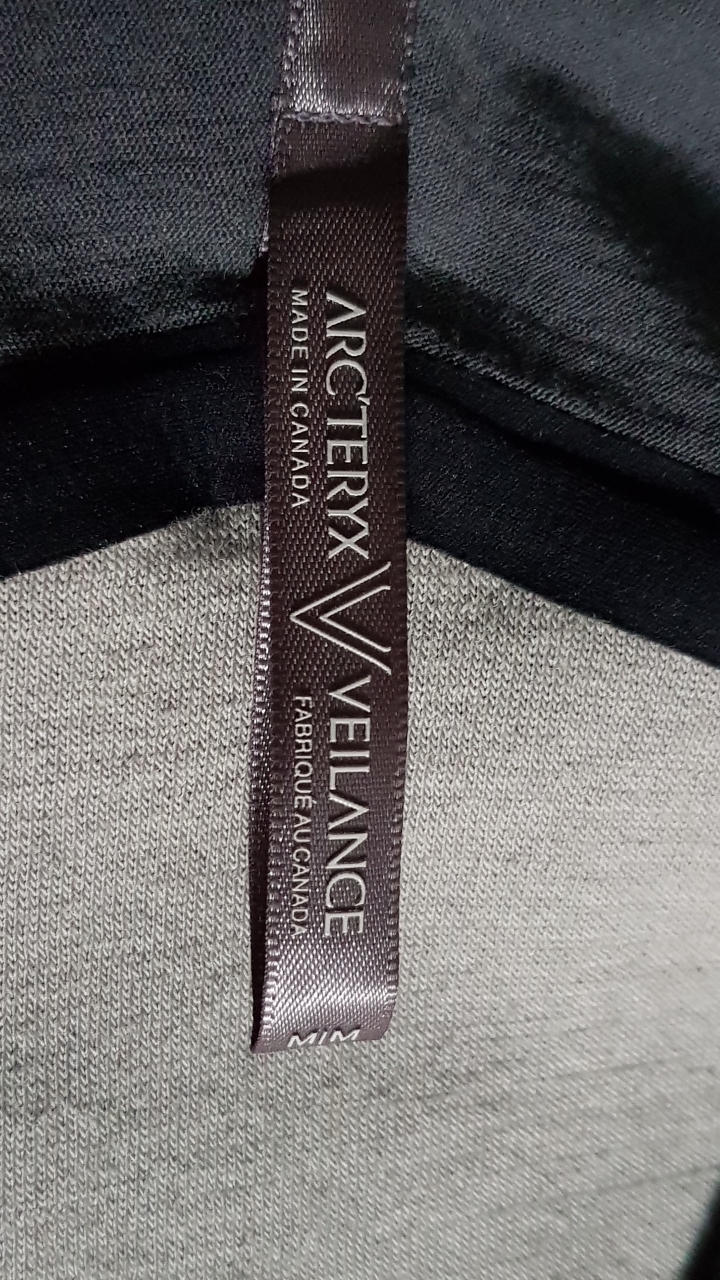 ARC'TERYX VEILANCE
MADE IN CANADA FABRIQUÉ AU CANADA
M/M